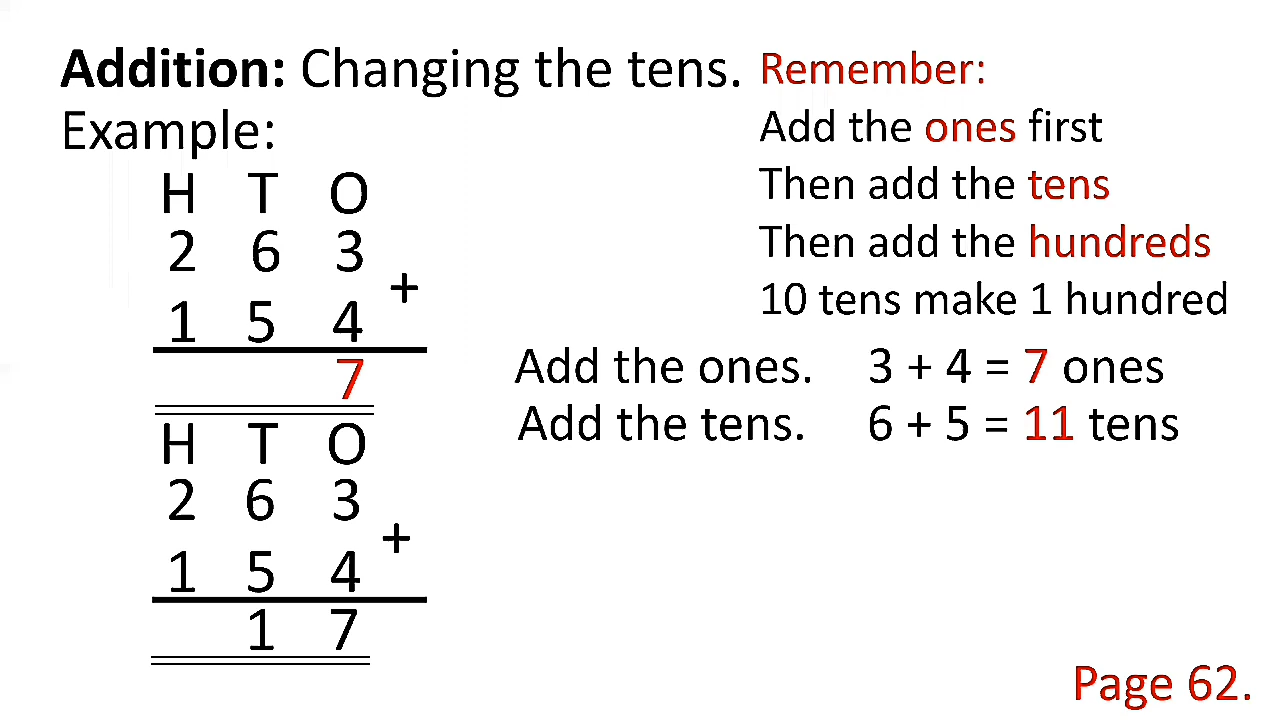 Addition: Changing the tens.
Example:
H T O
2 6 3
+
1 5 4
7
H T O
2 6 3
+
1 5 4
1 7
Remember:
Add the ones first
Then add the tens
Then add the hundreds
10 tens make 1 hundred
Add the ones. 3 + 4 = 7 ones
Add the tens. 6 + 5 = 11 tens
Page 62.